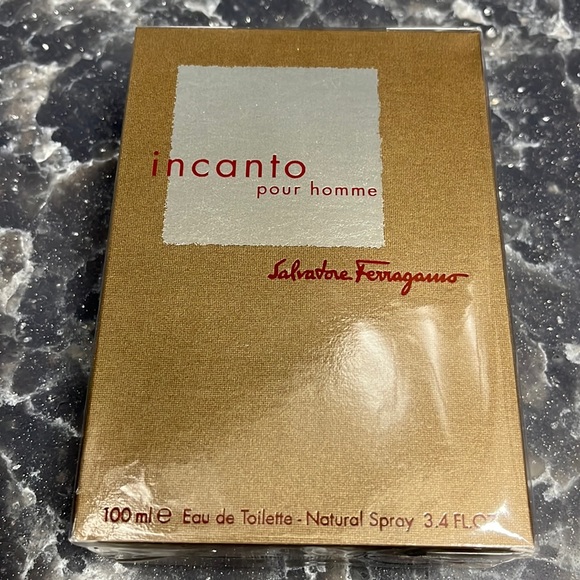 incanto
pour homme
Salvatore Ferragamo
100 ml e Eau de Toilette - Natural Spray 3.4 FL.OZ